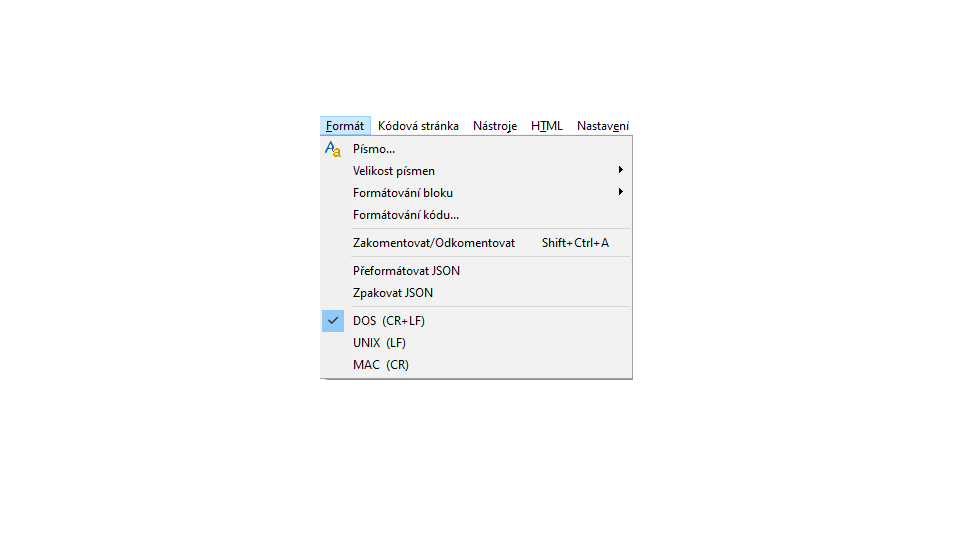 Formát Kódová stránka Nástroje HTML Nastavení
Písmo...
Velikost písmen
Formátování bloku
Formátování kódu...
Zakomentovat/Odkomentovat Shift+Ctrl+A
Přeformátovat JSON
Zpakovat JSON
DOS (CR+LF)
UNIX (LF)
MAC (CR)